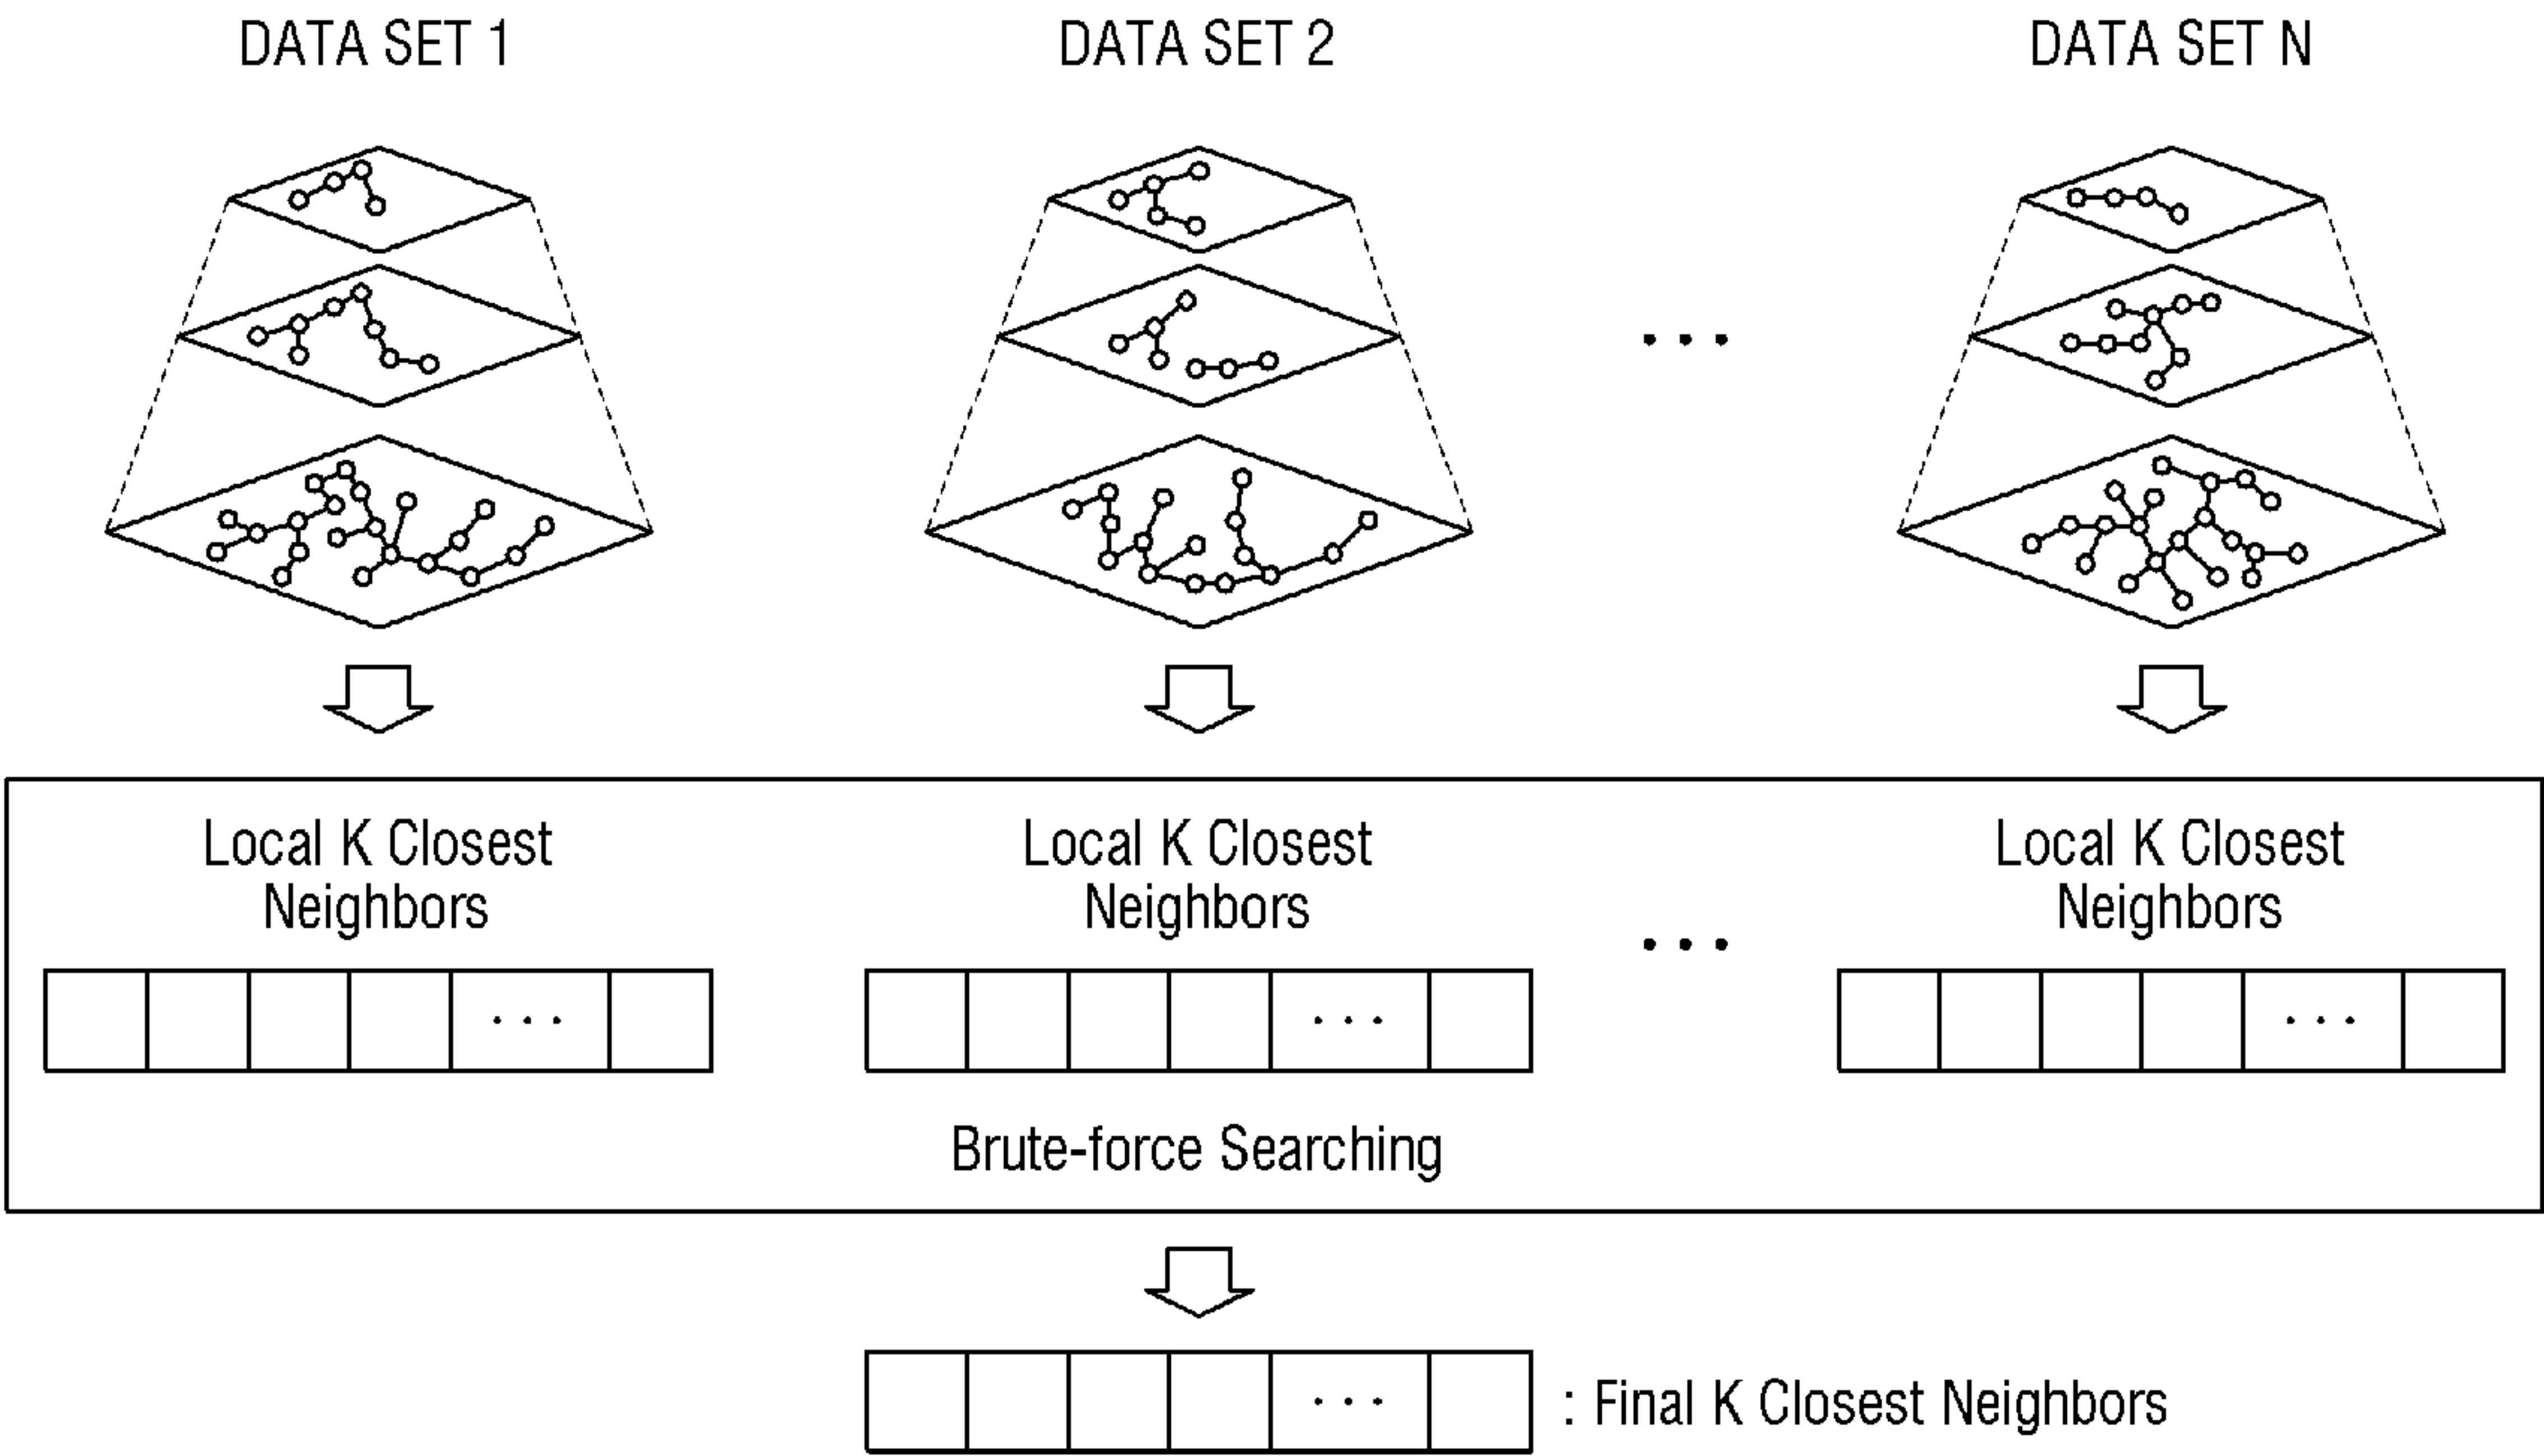 DATA SET 1
DATA SET 2
DATA SET N
. . .
Local K Closest
Neighbors
Local K Closest
Neighbors
. . .
Local K Closest
Neighbors
. . .
. . .
. . .
Brute-force Searching
. . .
: Final K Closest Neighbors